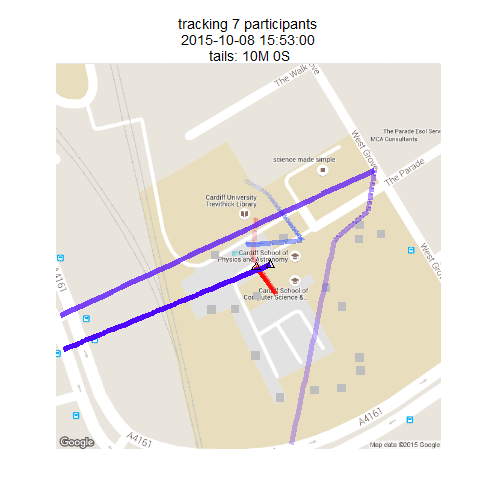 tracking 7 participants
2015-10-08 15:53:00
tails: 10M 0S
The Walk
West Grove
The Parade Esol Serv
MCA Consultants
science made simple
The Parade
Cardiff University
Trevithick Library
West Gro
Cardiff School of
Physics and Astronomy
Cardiff School of
Computer Science &...
A4161
A4161
A4161
Google
Map data ©2015 Google